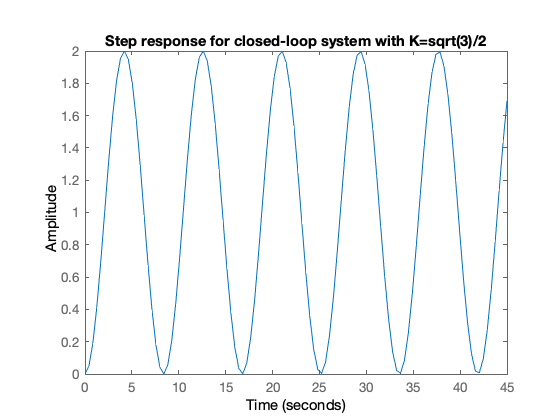 Step response for closed-loop system with K=sqrt(3)/2
2
1.8
1.6
1.4
1.2
1
0.8
0.6
0.4
0.2
0
Amplitude
0 5 10 15 20 25 30 35 40 45
Time (seconds)